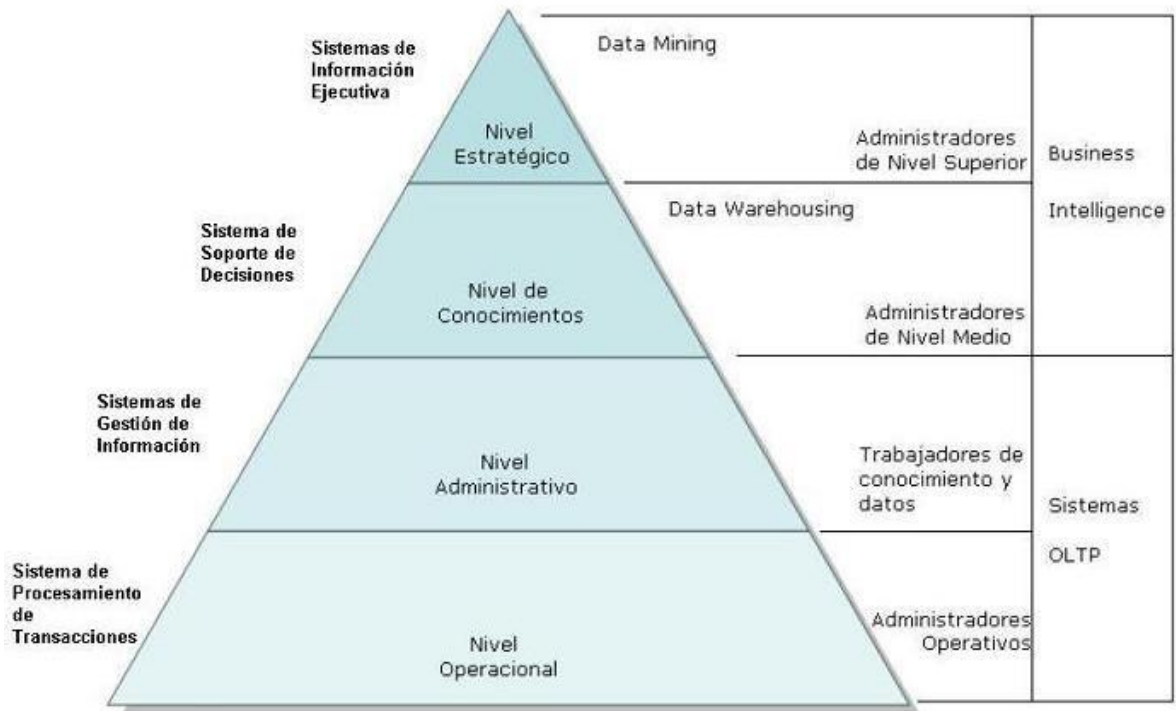 Sistemas de
Información
Ejecutiva
Data Mining
Nivel
Estratégico
Administradores
de Nivel Superior
Business
Intelligence
Sistema de
Soporte de
Decisiones
Data Warehousing
Nivel de
Conocimientos
Administradores
de Nivel Medio
Sistemas de
Gestión de
Información
Nivel
Administrativo
Trabajadores de
conocimiento y
datos
Sistemas
OLTP
Sistema de
Procesamiento
de
Transacciones
Nivel
Operacional
Administradores
Operativos